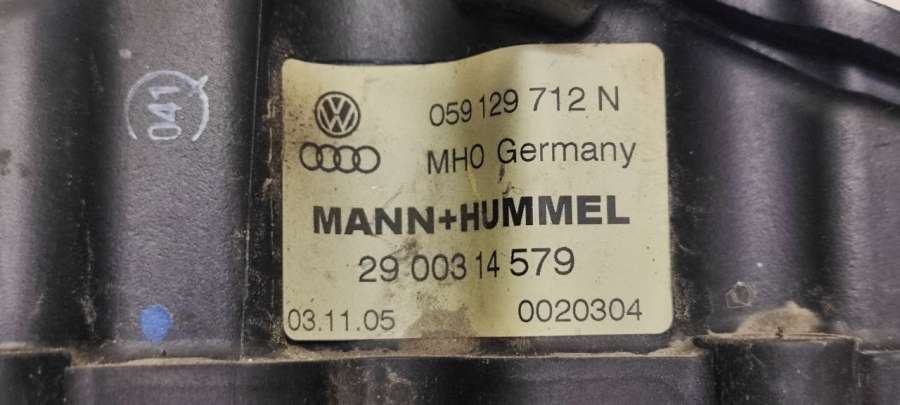 041
059 129 712 N
MH0 Germany
MANN+HUMMEL
29 003 14 579
03.11.05 0020304